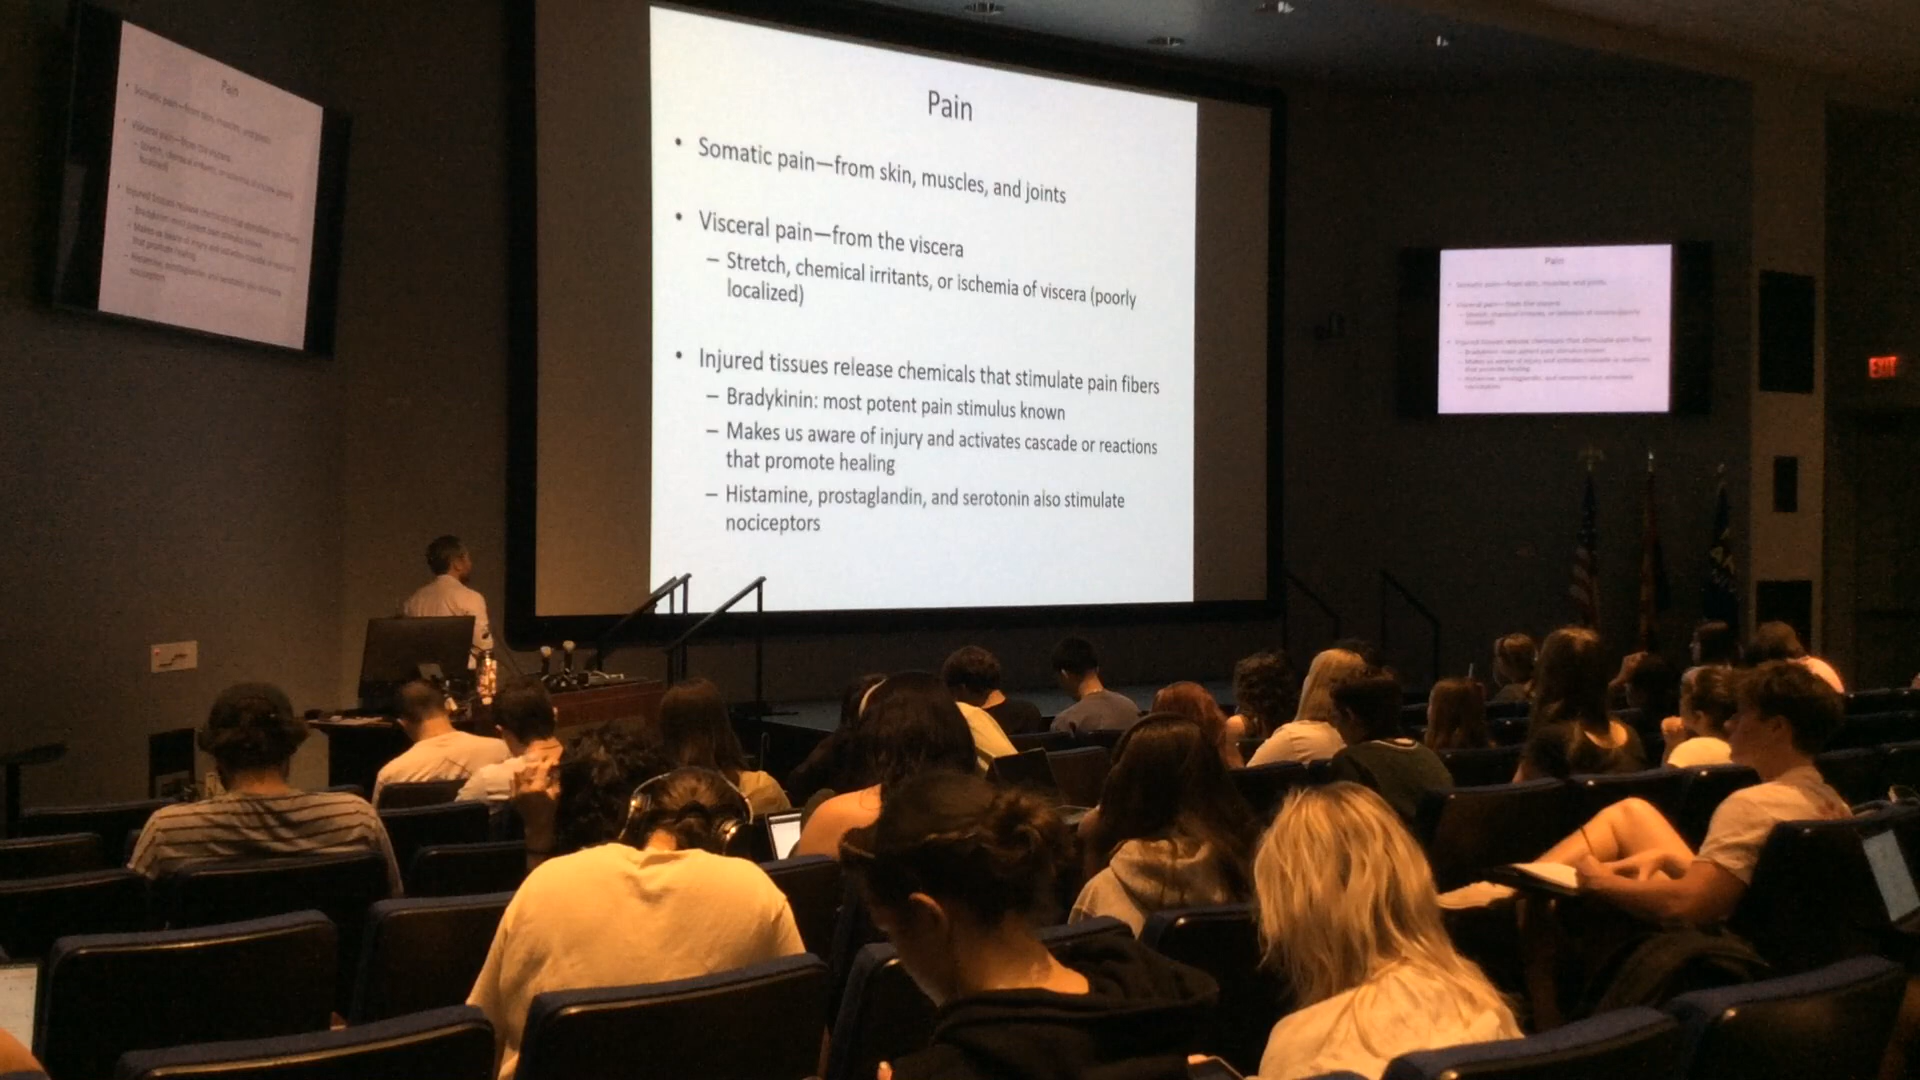 Pain
• Somatic pain—from skin, muscles, and joints
• Visceral pain—from the viscera
– Stretch, chemical irritants, or ischemia of viscera (poorly
localized)
• Injured tissues release chemicals that stimulate pain fibers
– Bradykinin: most potent pain stimulus known
– Makes us aware of injury and activates cascade or reactions
that promote healing
– Histamine, prostaglandin, and serotonin also stimulate
nociceptors
Pain
Pain
EXIT